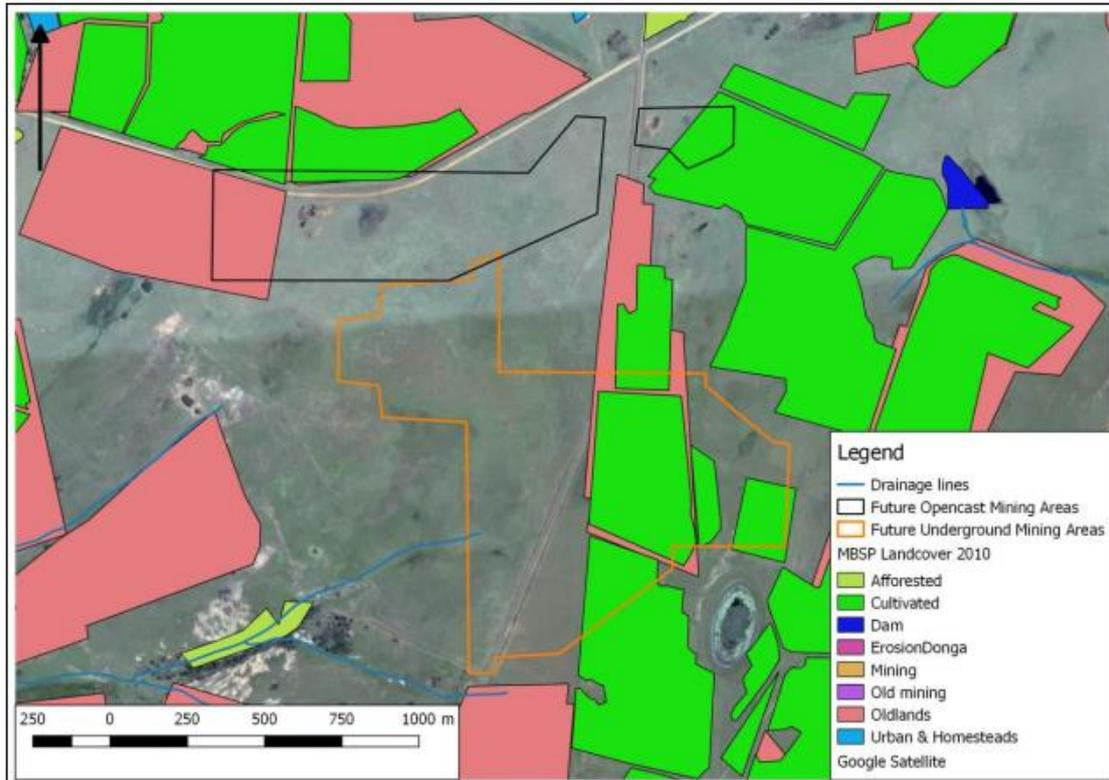 Legend
Drainage lines
Future Opencast Mining Areas
Future Underground Mining Areas
MBSP Landcover 2010
Afforested
Cultivated
Dam
ErosionDonga
Mining
Old mining
Oldlands
Urban & Homesteads
Google Satellite
250 0 250 500 750 1000 m